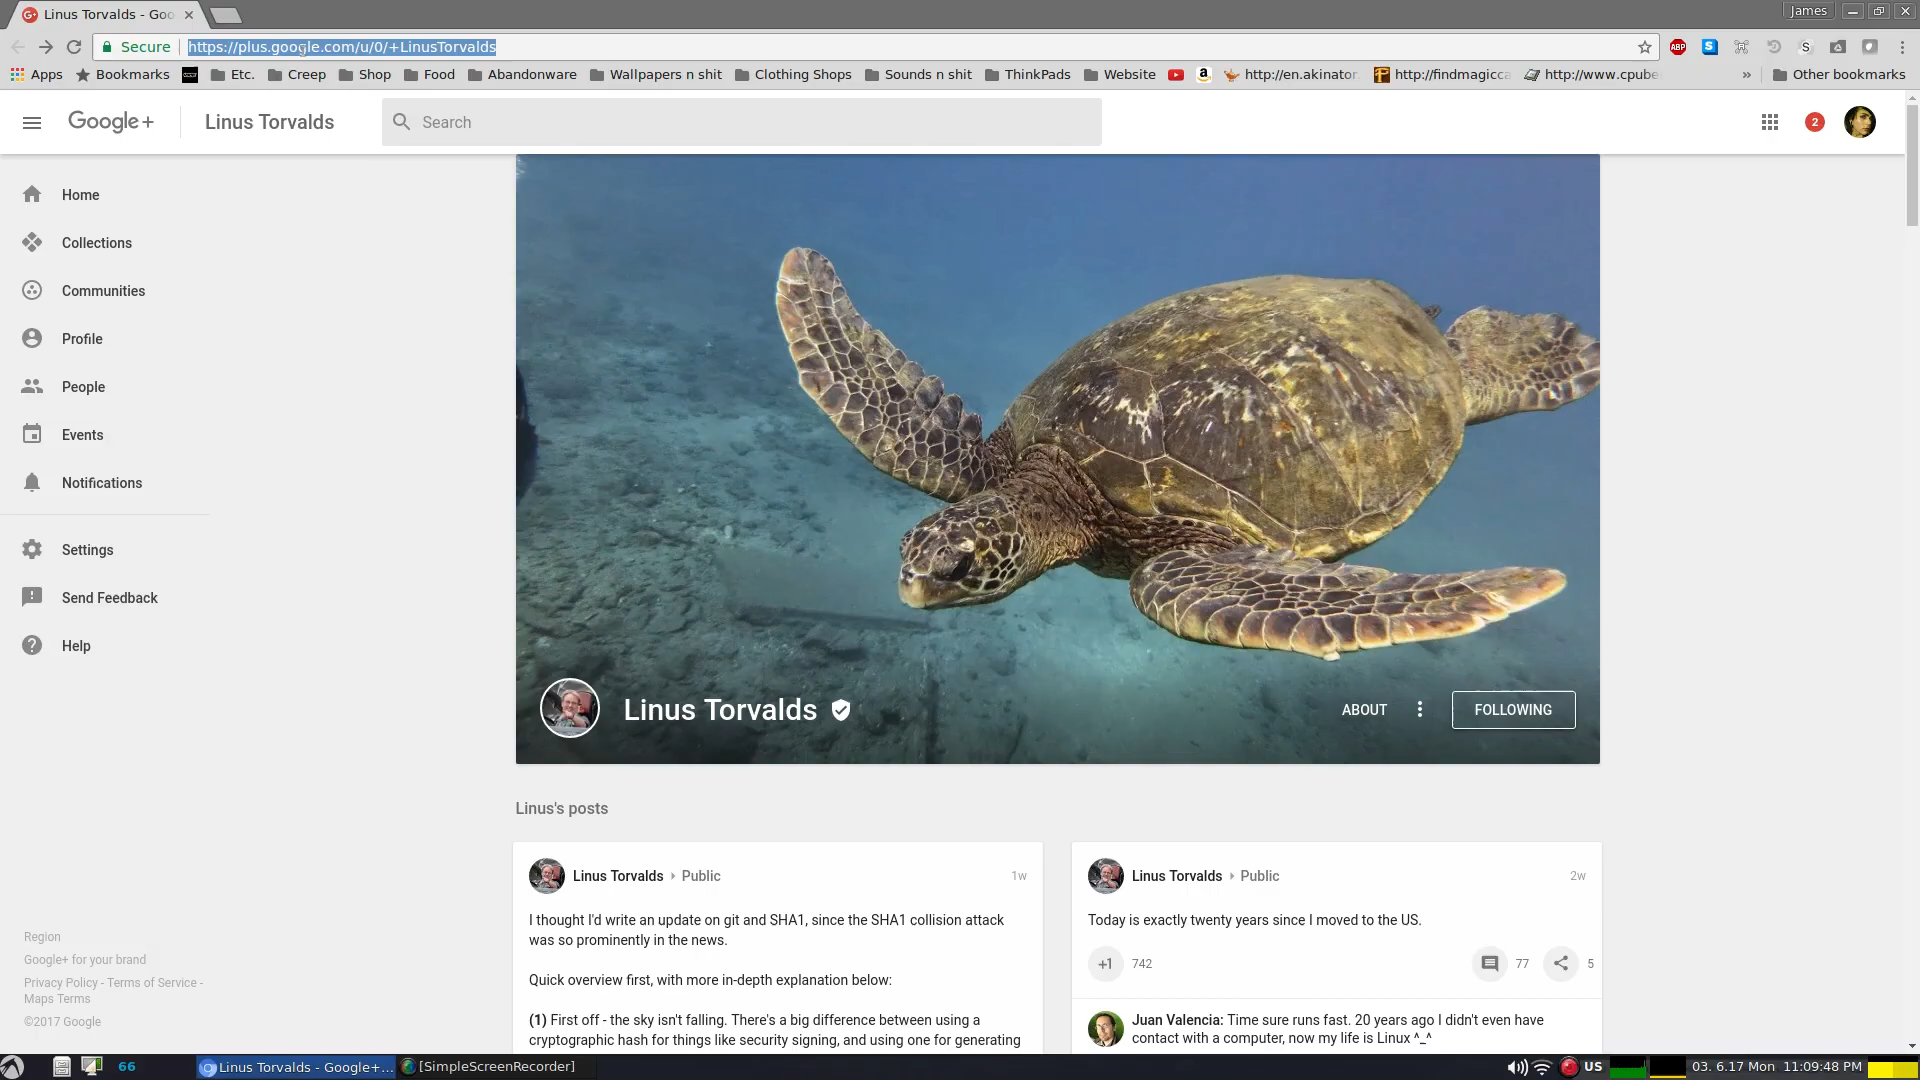 Linus Torvalds - Goo
James
Secure
https://plus.google.com/u/0/+LinusTorvalds
ABP
S
S
Apps
Bookmarks
Etc.
Creep
Shop
Food
Abandonware
Wallpapers n shit
Clothing Shops
Sounds n shit
ThinkPads
Website
http://en.akinator.
http://findmagicca
http://www.cpube
»
Other bookmarks
Google+
Linus Torvalds
Search
2
Home
Collections
Communities
Profile
People
Events
Notifications
Settings
Send Feedback
Help
Linus Torvalds
ABOUT
FOLLOWING
Linus's posts
Linus Torvalds
Public
1w
I thought I'd write an update on git and SHA1, since the SHA1 collision attack
was so prominently in the news.
Quick overview first, with more in-depth explanation below:
(1) First off - the sky isn't falling. There's a big difference between using a
cryptographic hash for things like security signing, and using one for generating
Linus Torvalds
Public
2w
Today is exactly twenty years since I moved to the US.
+1
742
77
5
Juan Valencia: Time sure runs fast. 20 years ago I didn't even have
contact with a computer, now my life is Linux ^_^
Region
Google+ for your brand
Privacy Policy - Terms of Service -
Maps Terms
©2017 Google
66
Linus Torvalds - Google+...
[SimpleScreenRecorder]
US
03. 6.17 Mon 11:09:48 PM